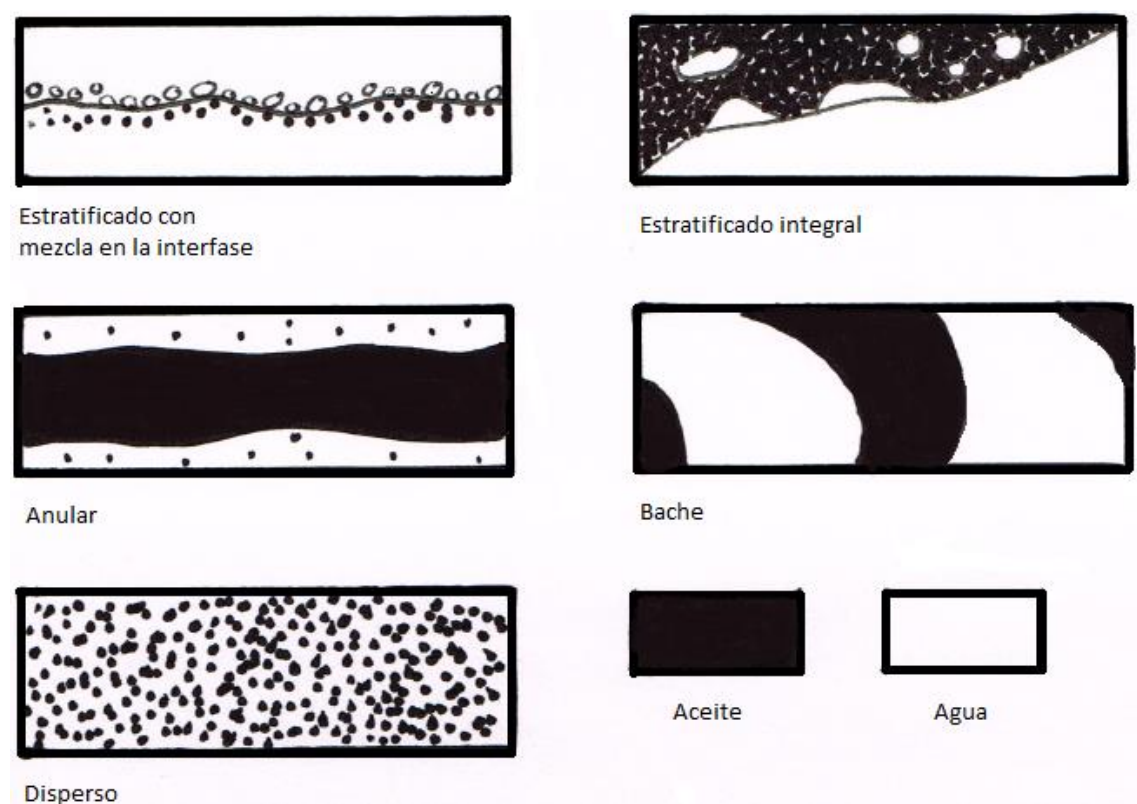 Estratificado con
mezcla en la interfase
Estratificado integral
Anular
Bache
Disperso
Aceite
Agua